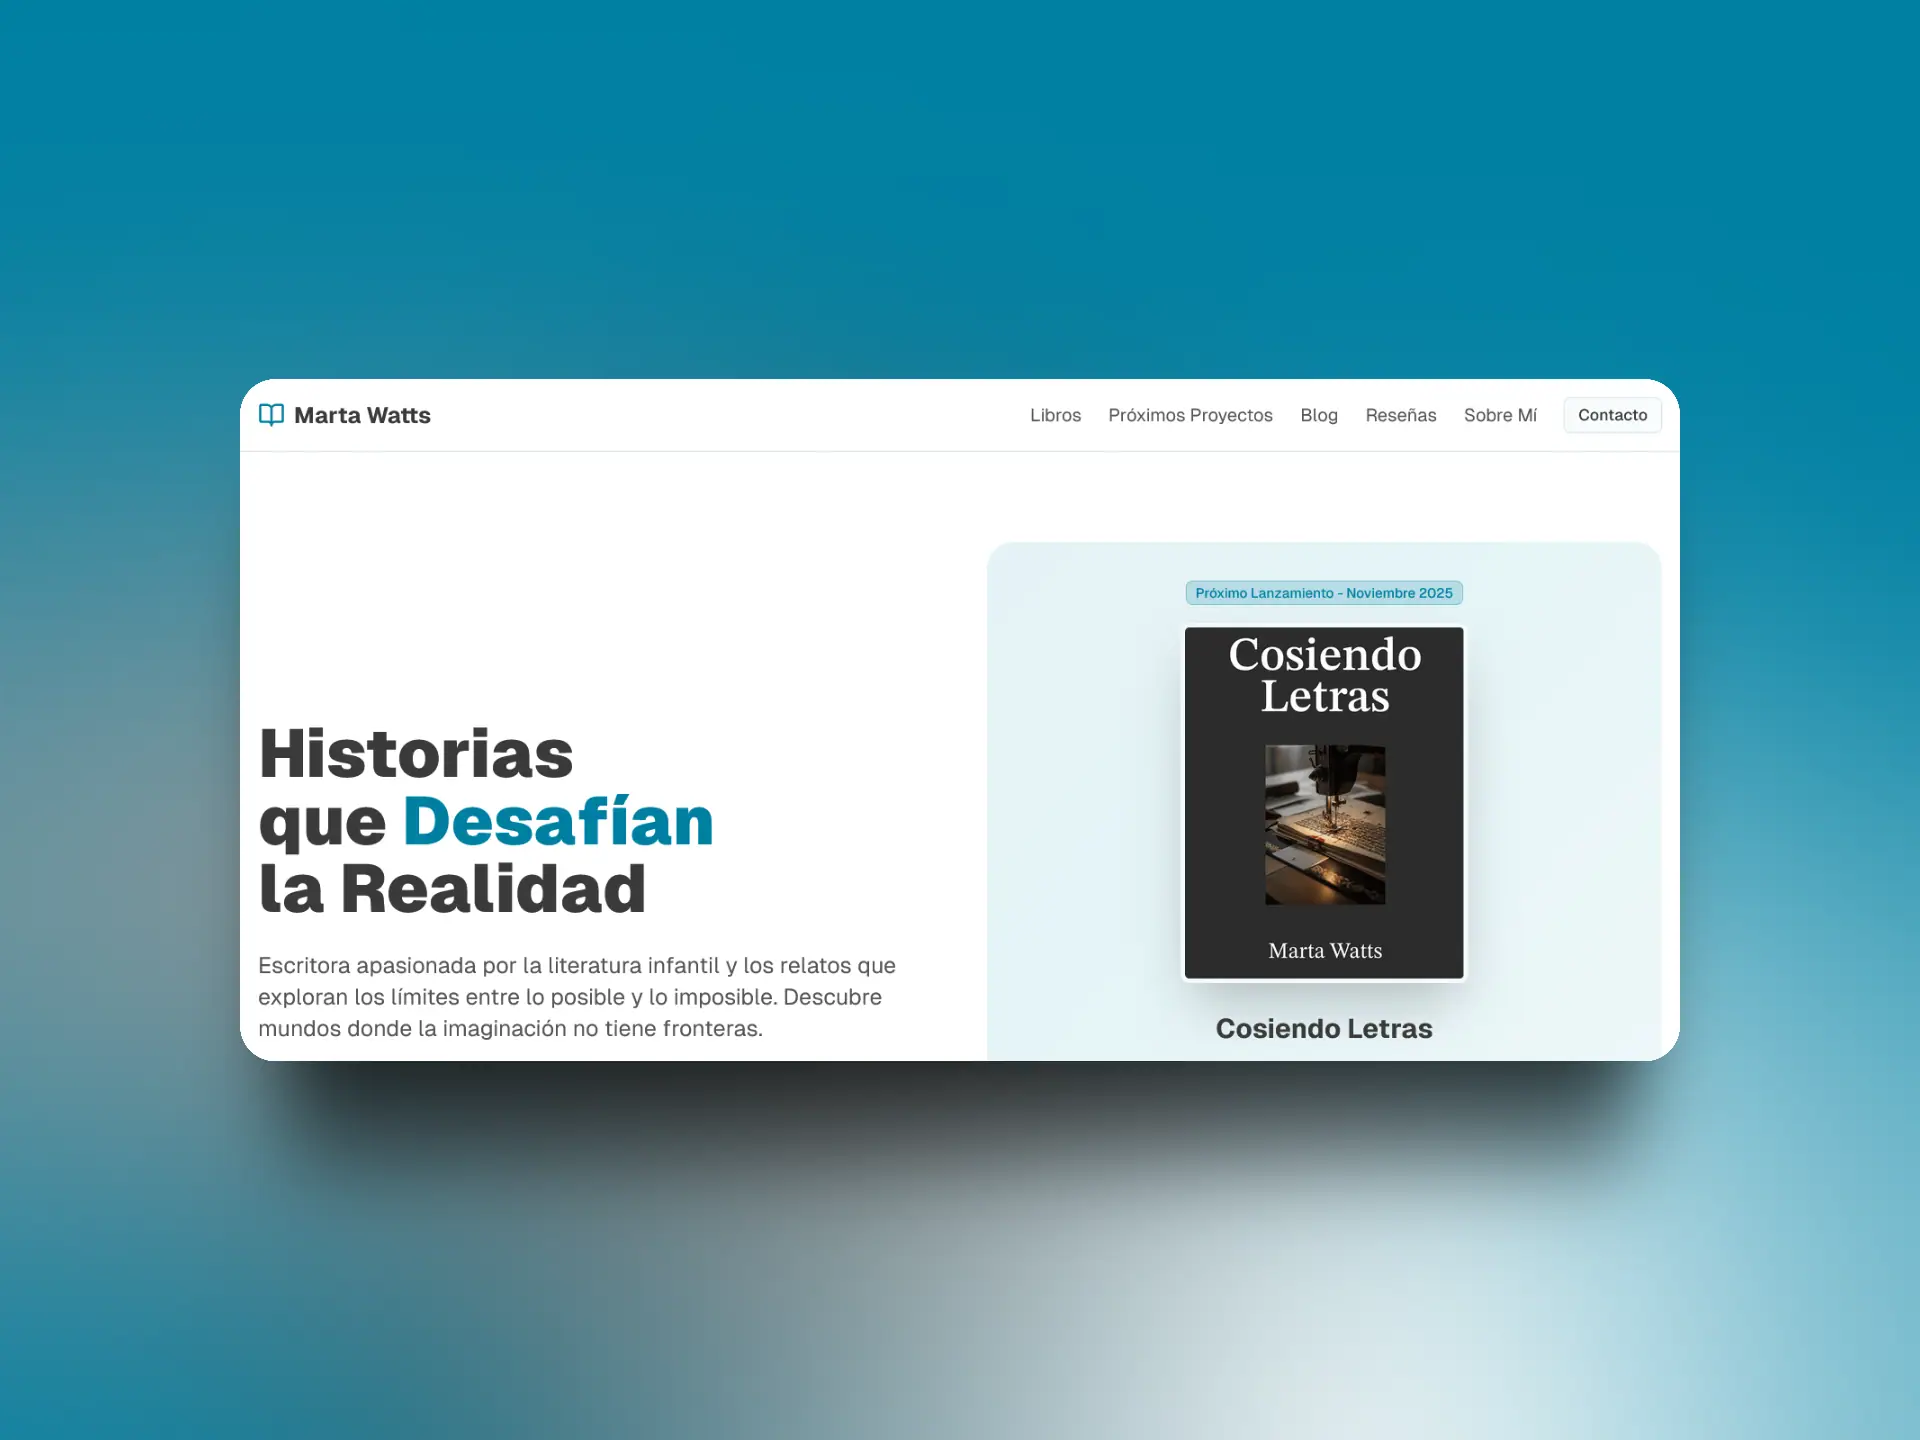 Marta Watts
Libros
Próximos Proyectos
Blog
Reseñas
Sobre Mí
Contacto
Historias
que Desafían
la Realidad
Escritora apasionada por la literatura infantil y los relatos que
exploran los límites entre lo posible y lo imposible. Descubre
mundos donde la imaginación no tiene fronteras.
Próximo Lanzamiento - Noviembre 2025
Cosiendo
Letras
Marta Watts
Cosiendo Letras